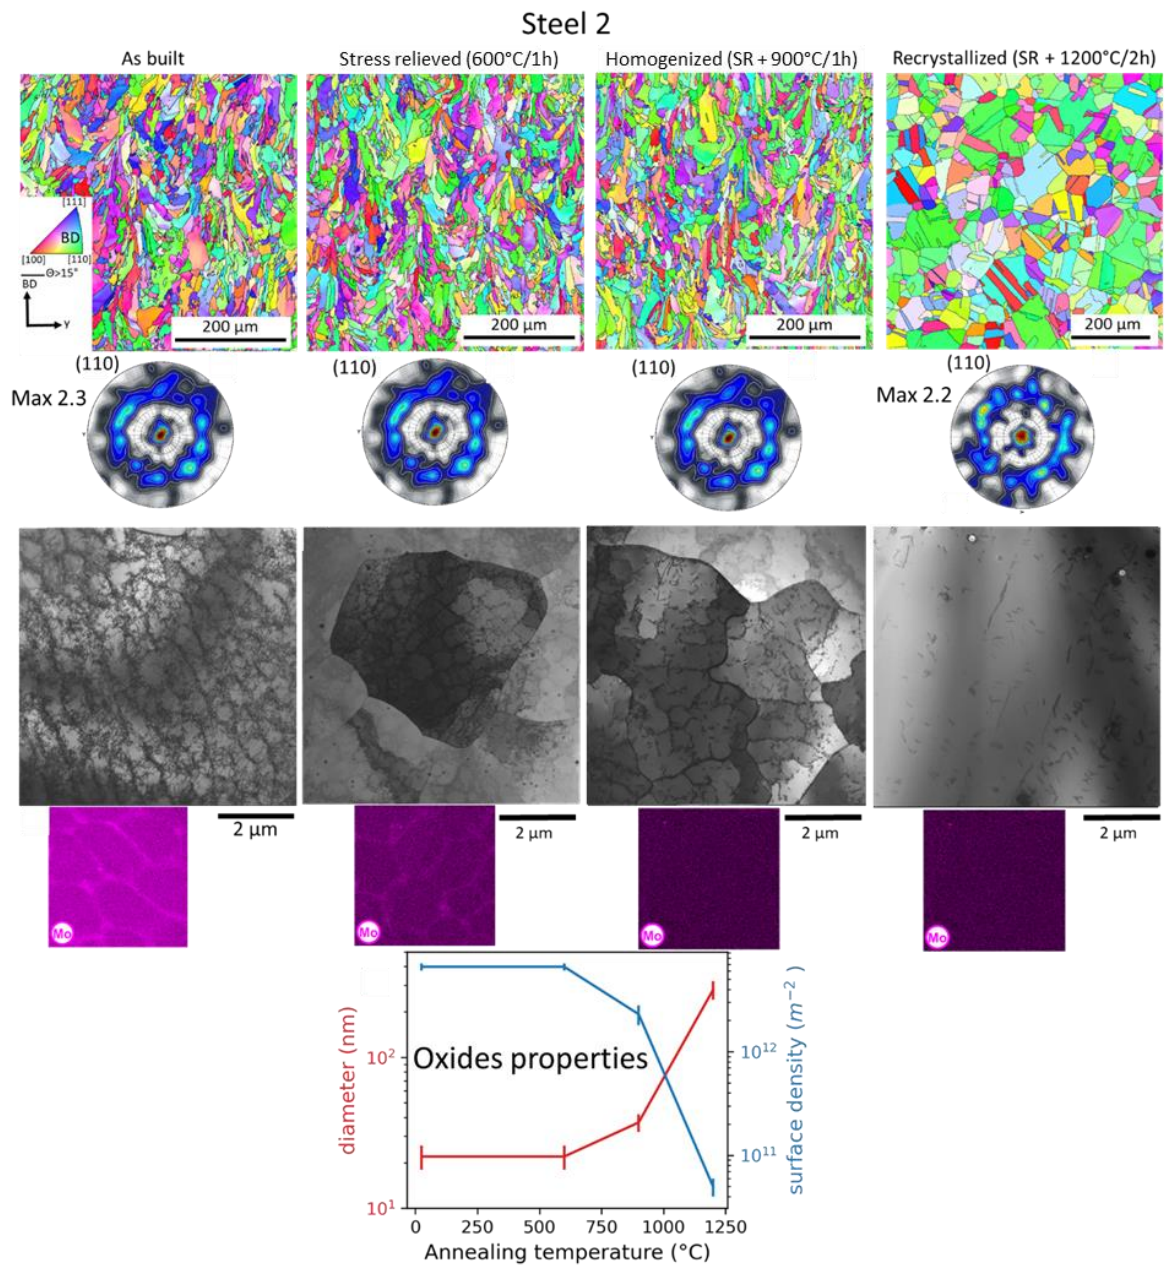 Steel 2
As built
Stress relieved (600°C/1h)
Homogenized (SR + 900°C/1h)
Recrystallized (SR + 1200°C/2h)
[111]
BD
[100] [110]
Θ>15°
BD
Y
200 µm
200 µm
200 µm
200 µm
(110)
(110)
(110)
(110)
Max 2.3
Max 2.2
2 µm
2 µm
2 µm
2 µm
Mo
Mo
Mo
Mo
diameter (nm)
10²
10¹
Oxides properties
10¹²
10¹¹
surface density (m⁻²)
0 250 500 750 1000 1250
Annealing temperature (°C)